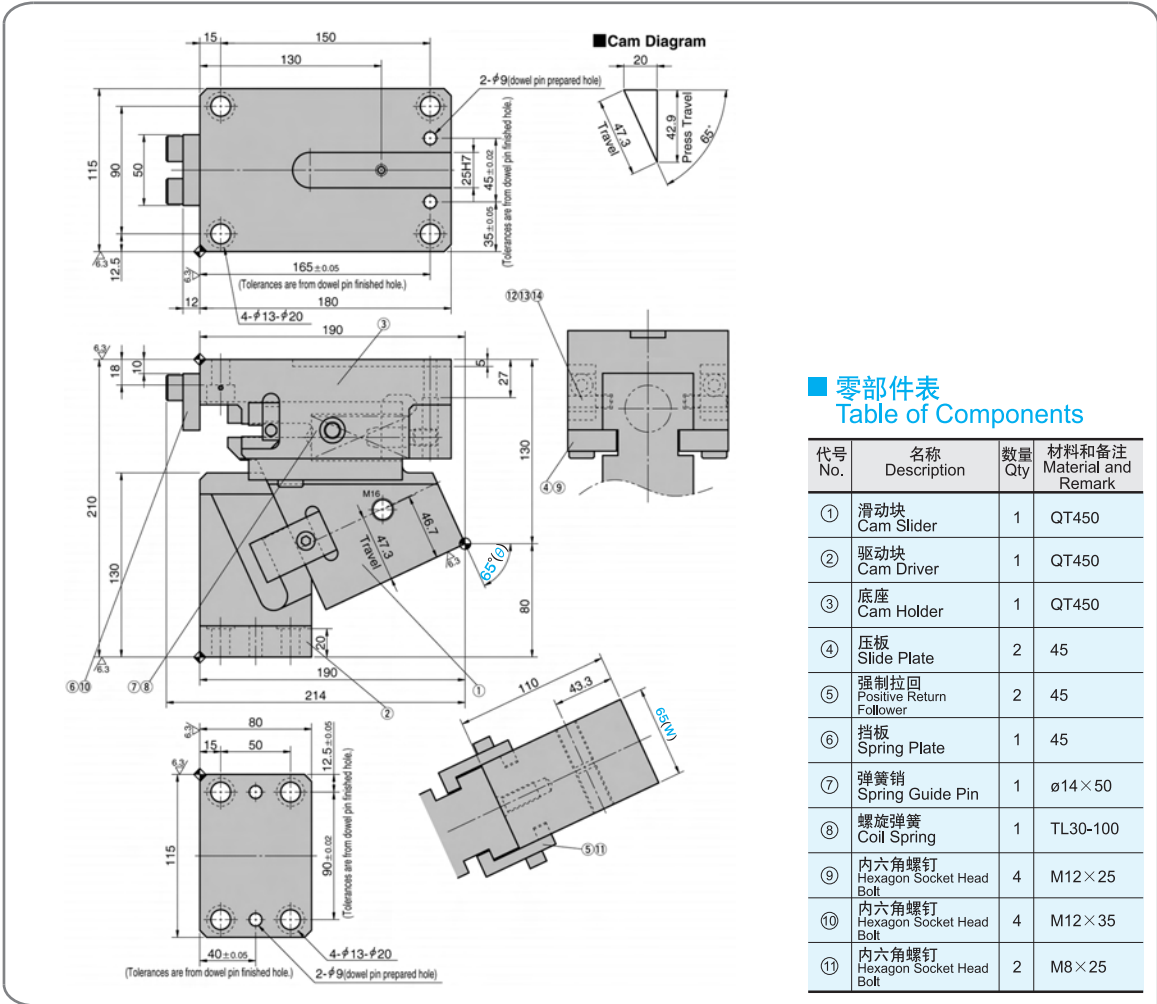 15
150
130
2-φ9(dowel pin prepared hole)
115
90
50
25H7
45±0.02
35±0.05
(Tolerances are from dowel pin finished hole.)
6.3
12.5
6.3
165±0.05
(Tolerances are from dowel pin finished hole.)
12
180
4-φ13-φ20
■Cam Diagram
20
47.3
Travel
42.9
Press Travel
65°
190
③
⑫⑬⑭
6.3
18
10
5
27
130
210
130
M16
46.7
47.3
Travel
6.3
65°(θ)
80
④⑨
20
6.3
190
214
⑥⑩
⑦⑧
②
①
80
6.3
15
50
12.5±0.05
6.3
115
90±0.02
(Tolerances are from dowel pin finished hole.)
40±0.05
4-φ13-φ20
(Tolerances are from dowel pin finished hole.)
2-φ9(dowel pin prepared hole)
110
43.3
65(W)
⑤⑪
■ 零部件表
Table of Components
代号 名称 数量 材料和备注
No. Description Qty Material and
Remark
① 滑动块 1 QT450
Cam Slider
② 驱动块 1 QT450
Cam Driver
③ 底座 1 QT450
Cam Holder
④ 压板 2 45
Slide Plate
⑤ 强制拉回 2 45
Positive Return
Follower
⑥ 挡板 1 45
Spring Plate
⑦ 弹簧销 1 ø14×50
Spring Guide Pin
⑧ 螺旋弹簧 1 TL30-100
Coil Spring
⑨ 内六角螺钉 4 M12×25
Hexagon Socket Head
Bolt
⑩ 内六角螺钉 4 M12×35
Hexagon Socket Head
Bolt
⑪ 内六角螺钉 2 M8×25
Hexagon Socket Head
Bolt